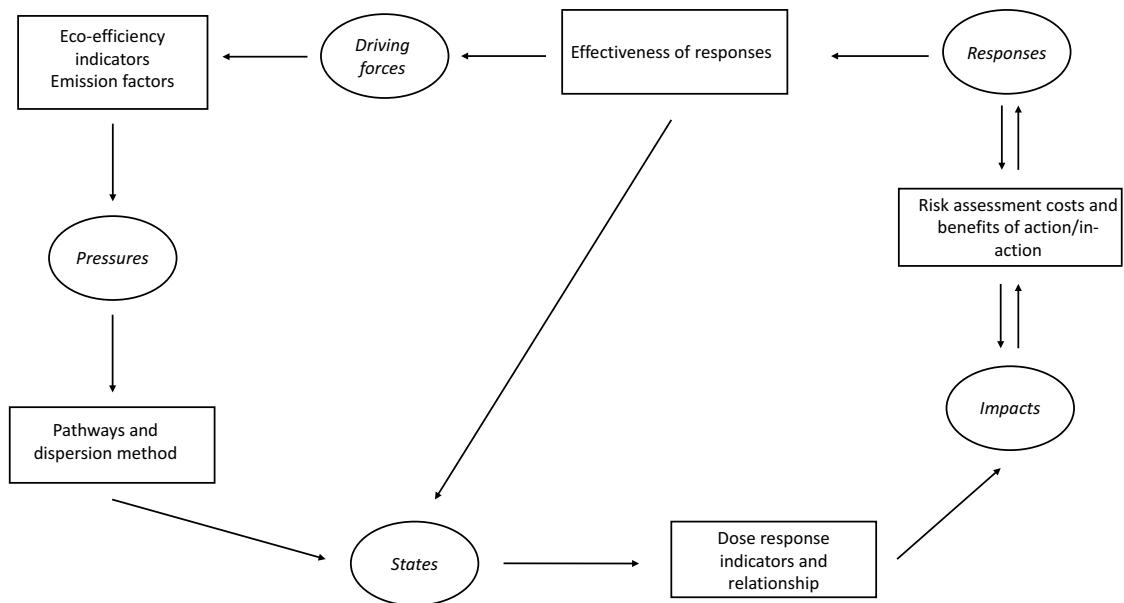 Eco-efficiency
indicators
Emission factors
Driving
forces
Effectiveness of responses
Responses
Risk assessment costs and
benefits of action/in-
action
Pressures
Impacts
Pathways and
dispersion method
States
Dose response
indicators and
relationship